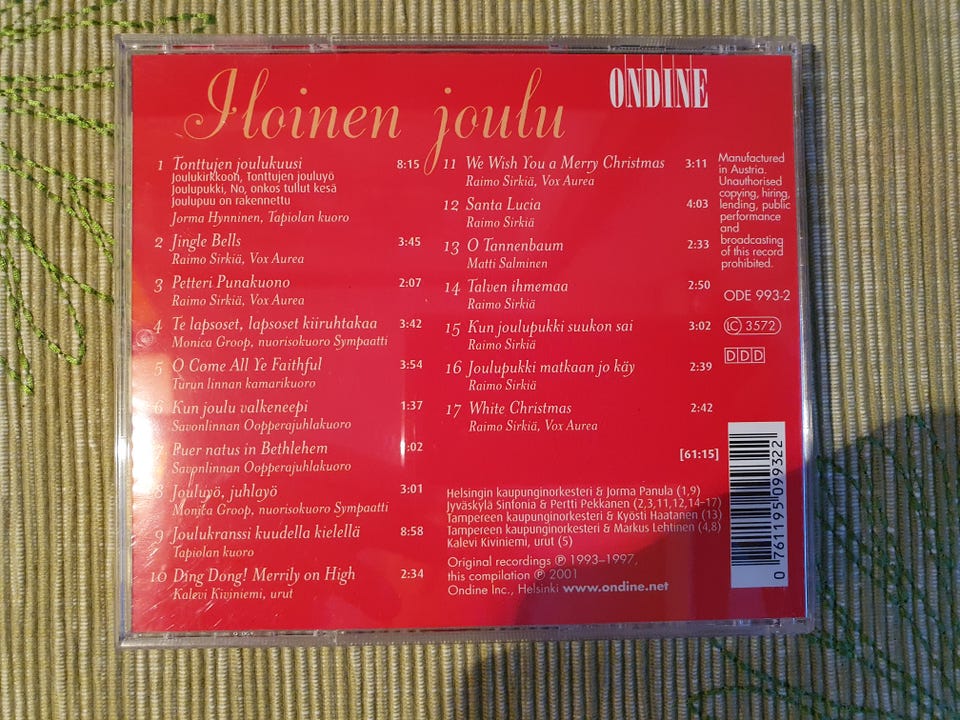 Iloinen joulu
ONDINE
1 Tonttujen joulukuusi 8:15
Joulukirkkoon, Tonttujen jouluyö
Joulupukki, No, onkos tullut kesä
Joulupuu on rakennettu
Jorma Hynninen, Tapiolan kuoro
2 Jingle Bells 3:45
Raimo Sirkiä, Vox Aurea
3 Petteri Punakuono 2:07
Raimo Sirkiä, Vox Aurea
4 Te lapsoset, lapsoset kiiruhtakaa 3:42
Monica Groop, nuorisokuoro Sympaatti
5 O Come All Ye Faithful 3:54
Turun linnan kamarikuoro
6 Kun joulu valkeneepi 1:37
Savonlinnan Oopperajuhlakuoro
7 Puer natus in Bethlehem :02
Savonlinnan Oopperajuhlakuoro
8 Jouluyö, juhlayö 3:01
Monica Groop, nuorisokuoro Sympaatti
9 Joulukranssi kuudella kielellä 8:58
Tapiolan kuoro
10 Ding Dong! Merrily on High 2:34
Kalevi Kiviniemi, urut
11 We Wish You a Merry Christmas 3:11
Raimo Sirkiä, Vox Aurea
12 Santa Lucia 4:03
Raimo Sirkiä
13 O Tannenbaum 2:33
Matti Salminen
14 Talven ihmemaa 2:50
Raimo Sirkiä
15 Kun joulupukki suukon sai 3:02
Raimo Sirkiä
16 Joulupukki matkaan jo käy 2:39
Raimo Sirkiä
17 White Christmas 2:42
Raimo Sirkiä, Vox Aurea
[61:15]
Helsingin kaupunginorkesteri & Jorma Panula (1,9)
Jyväskylä Sinfonia & Pertti Pekkanen (2,3,11,12,14–17)
Tampereen kaupunginorkesteri & Kyösti Haatanen (13)
Tampereen kaupunginorkesteri & Markus Lehtinen (4,8)
Kalevi Kiviniemi, urut (5)
Original recordings ℗ 1993–1997,
this compilation ℗ 2001
Ondine Inc., Helsinki www.ondine.net
Manufactured
in Austria.
Unauthorised
copying, hiring,
lending, public
performance
and
broadcasting
of this record
prohibited.
ODE 993-2
LC 3572
DDD
0 761195 099322